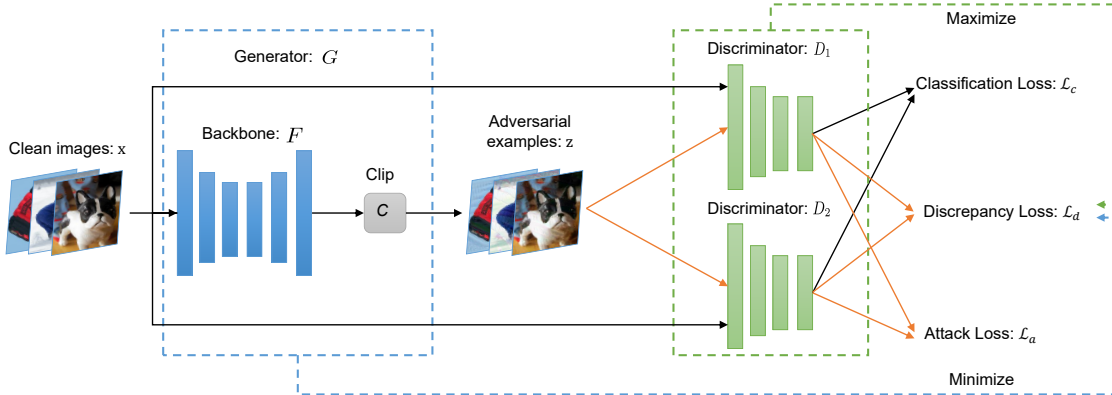 Maximize
Generator: G
Discriminator: D₁
Classification Loss: ℒc
Backbone: F
Adversarial
examples: z
Clean images: x
Clip
C
Discriminator: D₂
Discrepancy Loss: ℒd
Attack Loss: ℒa
Minimize